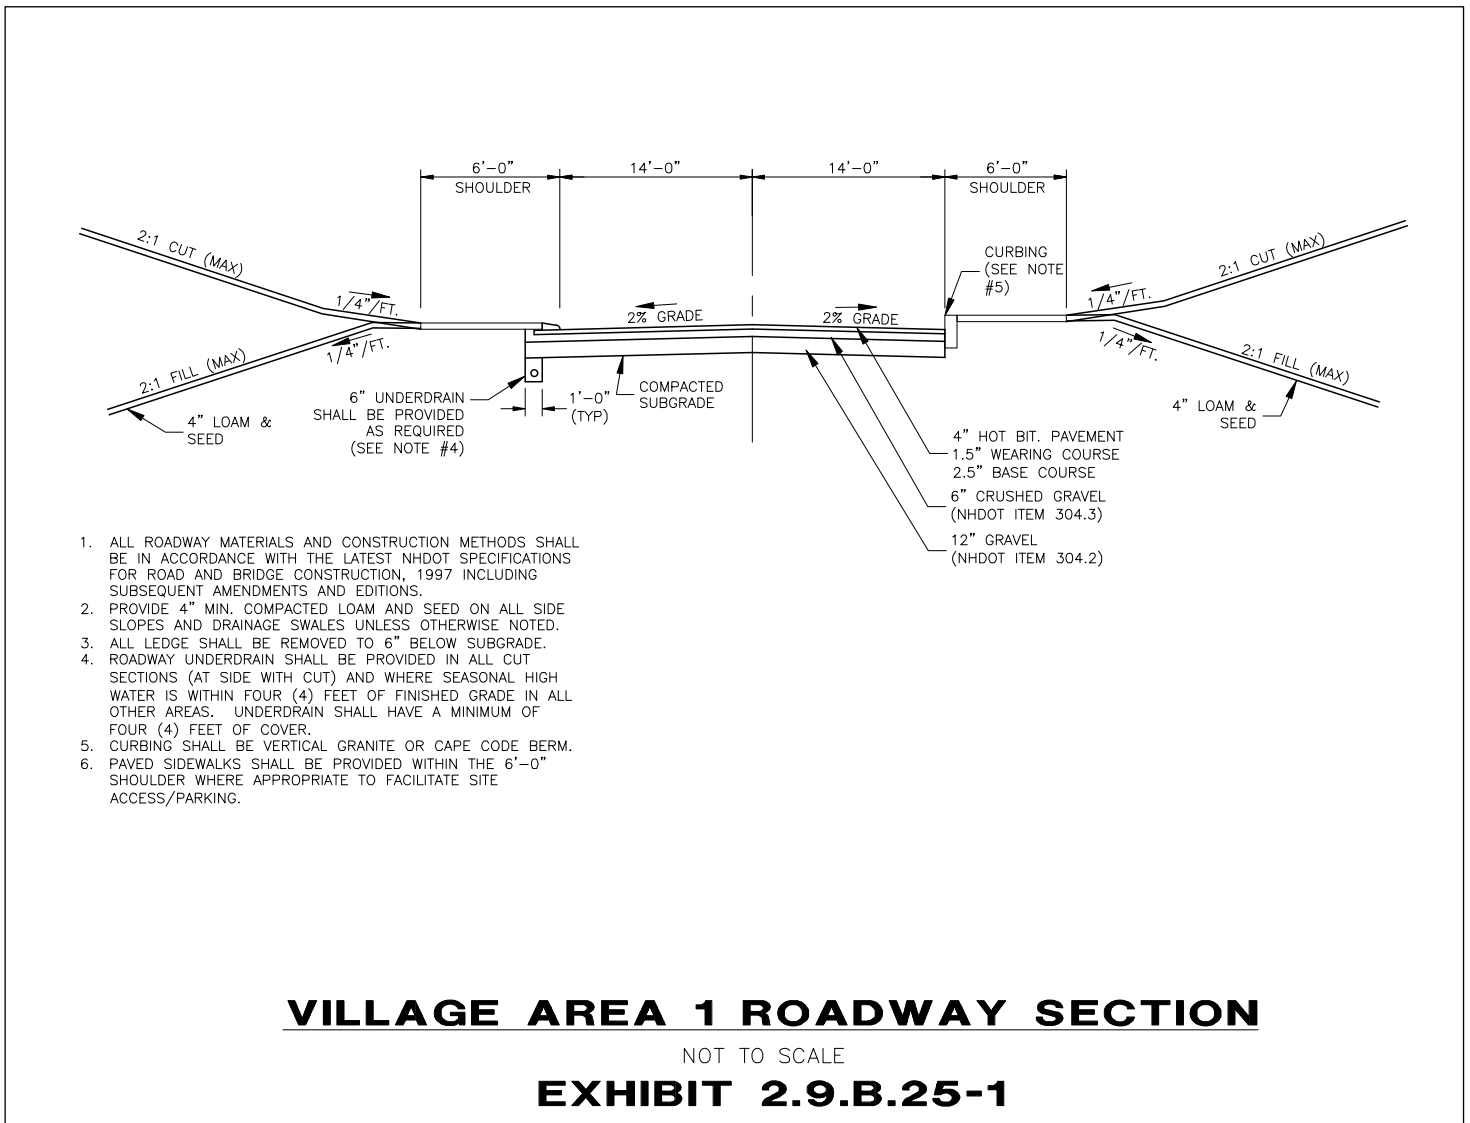 6'-0" 14'-0" 14'-0" 6'-0"
SHOULDER SHOULDER
2:1 CUT (MAX)
1/4"/FT.
1/4"/FT.
2:1 FILL (MAX)
4" LOAM &
SEED
2% GRADE
2% GRADE
CURBING
(SEE NOTE
#5)
2:1 CUT (MAX)
1/4"/FT.
1/4"/FT.
2:1 FILL (MAX)
4" LOAM &
SEED
6" UNDERDRAIN
SHALL BE PROVIDED
AS REQUIRED
(SEE NOTE #4)
1'-0"
(TYP)
COMPACTED
SUBGRADE
4" HOT BIT. PAVEMENT
1.5" WEARING COURSE
2.5" BASE COURSE
6" CRUSHED GRAVEL
(NHDOT ITEM 304.3)
12" GRAVEL
(NHDOT ITEM 304.2)
1. ALL ROADWAY MATERIALS AND CONSTRUCTION METHODS SHALL
BE IN ACCORDANCE WITH THE LATEST NHDOT SPECIFICATIONS
FOR ROAD AND BRIDGE CONSTRUCTION, 1997 INCLUDING
SUBSEQUENT AMENDMENTS AND EDITIONS.
2. PROVIDE 4" MIN. COMPACTED LOAM AND SEED ON ALL SIDE
SLOPES AND DRAINAGE SWALES UNLESS OTHERWISE NOTED.
3. ALL LEDGE SHALL BE REMOVED TO 6" BELOW SUBGRADE.
4. ROADWAY UNDERDRAIN SHALL BE PROVIDED IN ALL CUT
SECTIONS (AT SIDE WITH CUT) AND WHERE SEASONAL HIGH
WATER IS WITHIN FOUR (4) FEET OF FINISHED GRADE IN ALL
OTHER AREAS. UNDERDRAIN SHALL HAVE A MINIMUM OF
FOUR (4) FEET OF COVER.
5. CURBING SHALL BE VERTICAL GRANITE OR CAPE CODE BERM.
6. PAVED SIDEWALKS SHALL BE PROVIDED WITHIN THE 6'-0"
SHOULDER WHERE APPROPRIATE TO FACILITATE SITE
ACCESS/PARKING.
VILLAGE AREA 1 ROADWAY SECTION
NOT TO SCALE
EXHIBIT 2.9.B.25-1